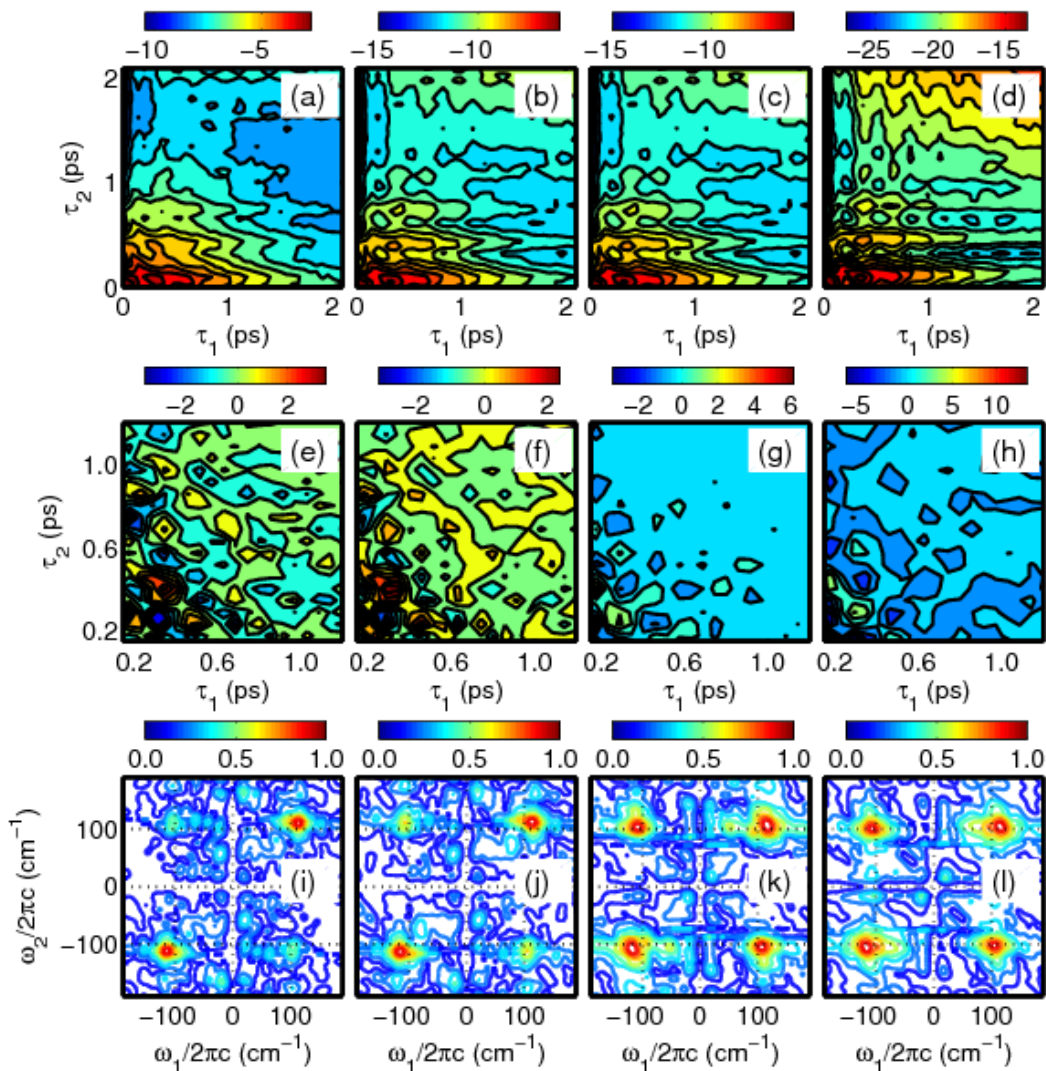 −10 −5 −15 −10 −15 −10 −25 −20 −15
(a) (b) (c) (d)
2
1
0
τ₂ (ps)
0 1 2 0 1 2 0 1 2 0 1 2
τ₁ (ps) τ₁ (ps) τ₁ (ps) τ₁ (ps)
−2 0 2 −2 0 2 −2 0 2 4 6 −5 0 5 10
(e) (f) (g) (h)
1.0
0.6
0.2
τ₂ (ps)
0.2 0.6 1.0 0.2 0.6 1.0 0.2 0.6 1.0 0.2 0.6 1.0
τ₁ (ps) τ₁ (ps) τ₁ (ps) τ₁ (ps)
0.0 0.5 1.0 0.0 0.5 1.0 0.0 0.5 1.0 0.0 0.5 1.0
100
0
−100
ω₂/2πc (cm⁻¹)
(i) (j) (k) (l)
−100 0 100 −100 0 100 −100 0 100 −100 0 100
ω₁/2πc (cm⁻¹) ω₁/2πc (cm⁻¹) ω₁/2πc (cm⁻¹) ω₁/2πc (cm⁻¹)